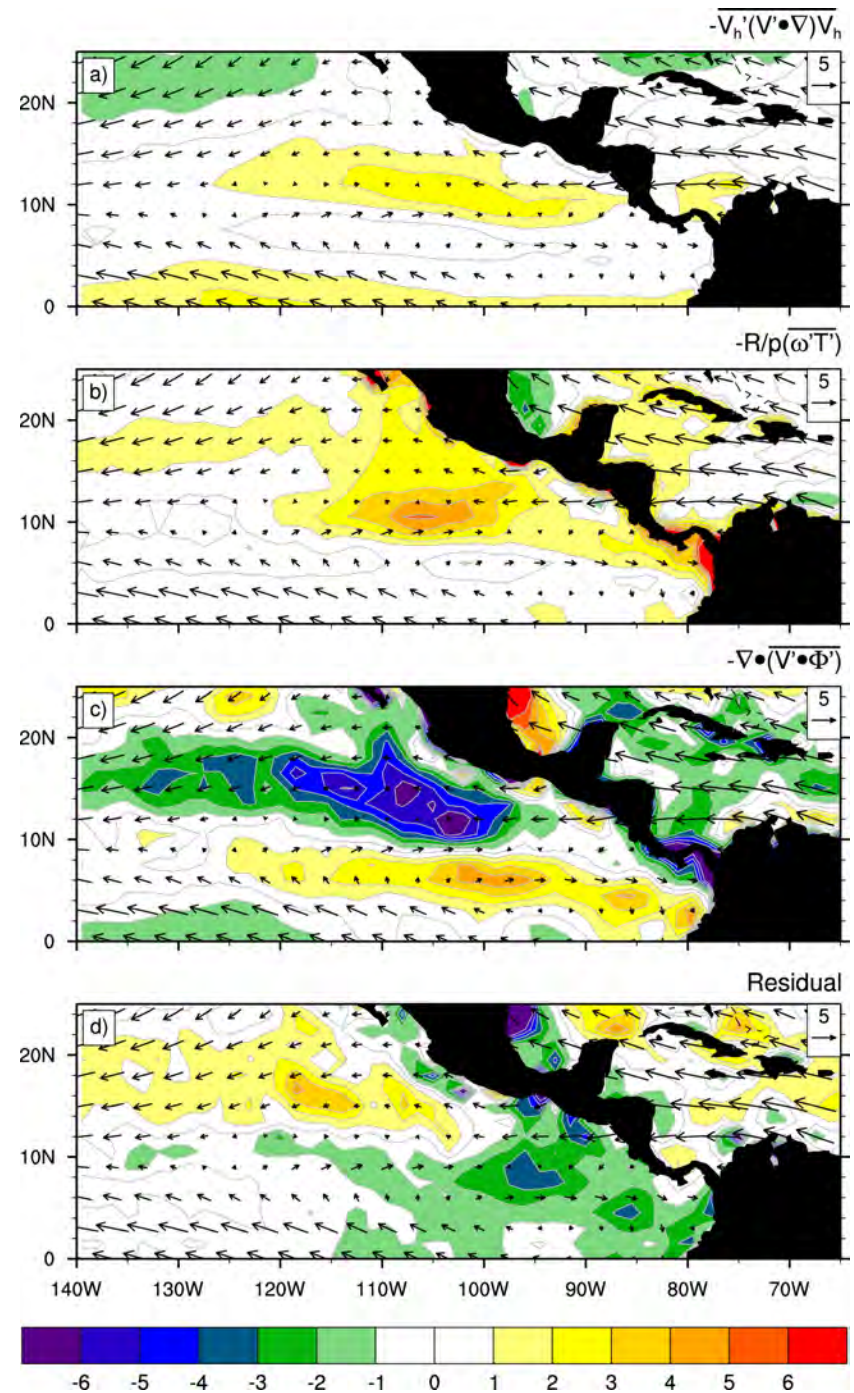 -V_h'(V'•∇)V_h
a)
5
20N
10N
0
-R/p(ω'T')
b)
5
20N
10N
0
-∇•(V'•Φ')
c)
5
20N
10N
0
Residual
d)
5
20N
10N
0
140W 130W 120W 110W 100W 90W 80W 70W
-6 -5 -4 -3 -2 -1 0 1 2 3 4 5 6